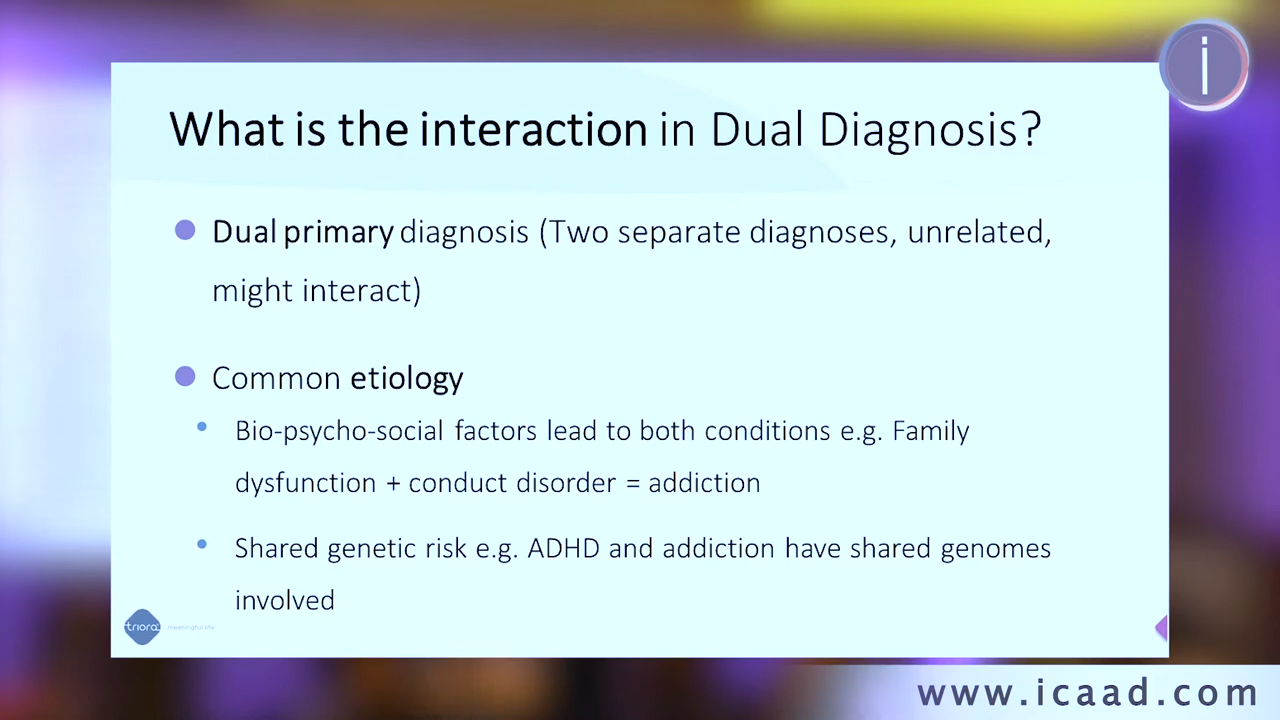 i
What is the interaction in Dual Diagnosis?
Dual primary diagnosis (Two separate diagnoses, unrelated,
might interact)
Common etiology
Bio-psycho-social factors lead to both conditions e.g. Family
dysfunction + conduct disorder = addiction
Shared genetic risk e.g. ADHD and addiction have shared genomes
involved
triora meaningful life
www.icaad.com